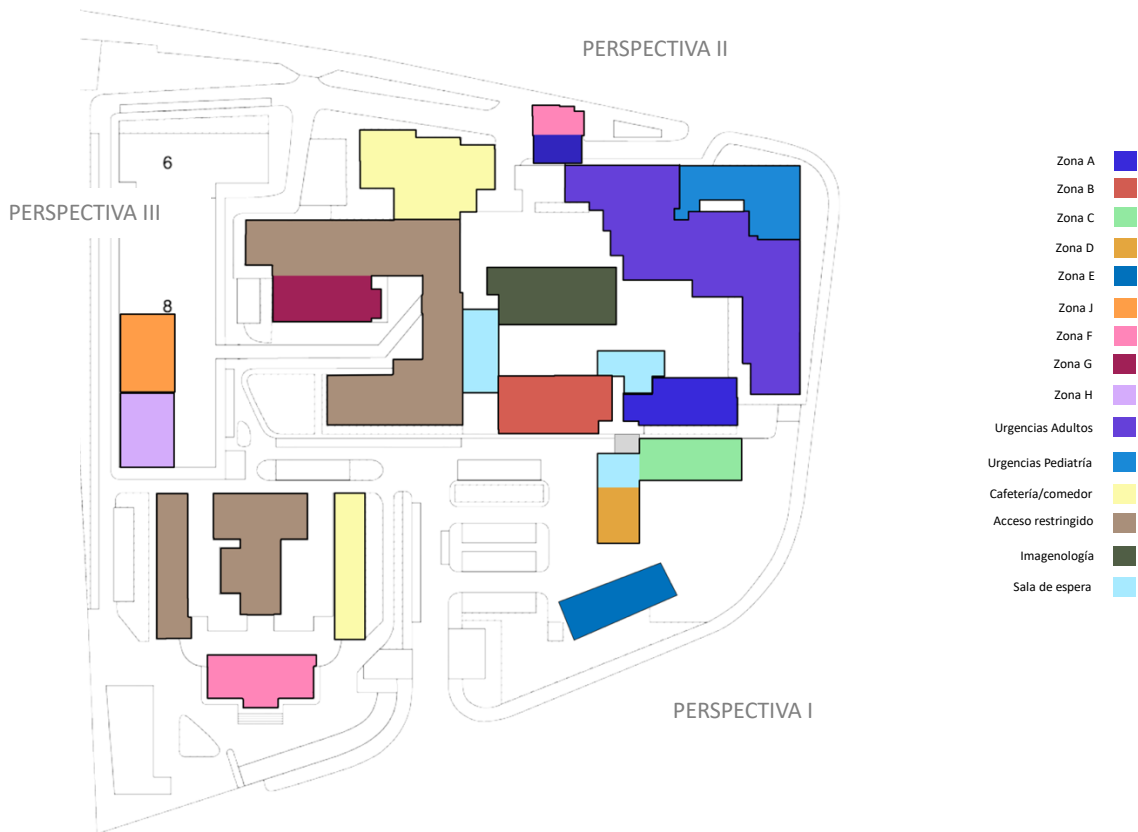 PERSPECTIVA II
6
PERSPECTIVA III
8
PERSPECTIVA I
Zona A
Zona B
Zona C
Zona D
Zona E
Zona J
Zona F
Zona G
Zona H
Urgencias Adultos
Urgencias Pediatría
Cafetería/comedor
Acceso restringido
Imagenología
Sala de espera